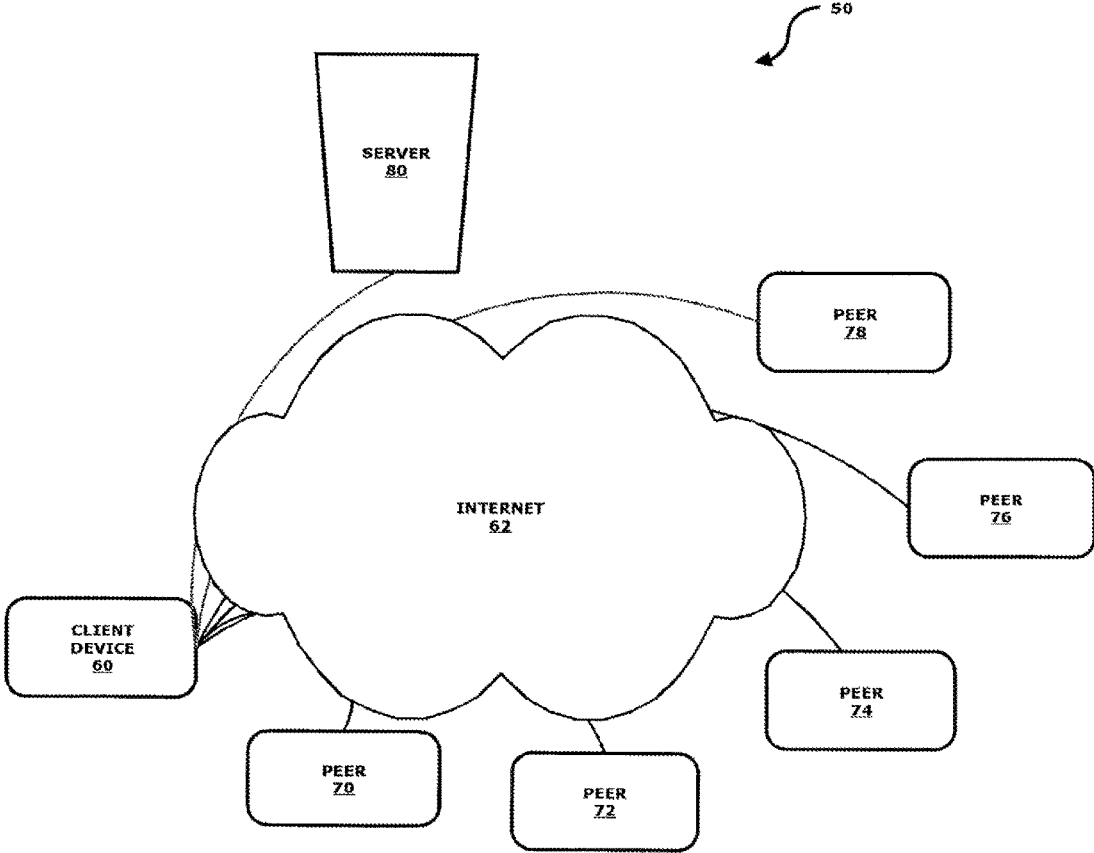 50
SERVER
80
PEER
78
PEER
76
INTERNET
62
CLIENT
DEVICE
60
PEER
74
PEER
70
PEER
72